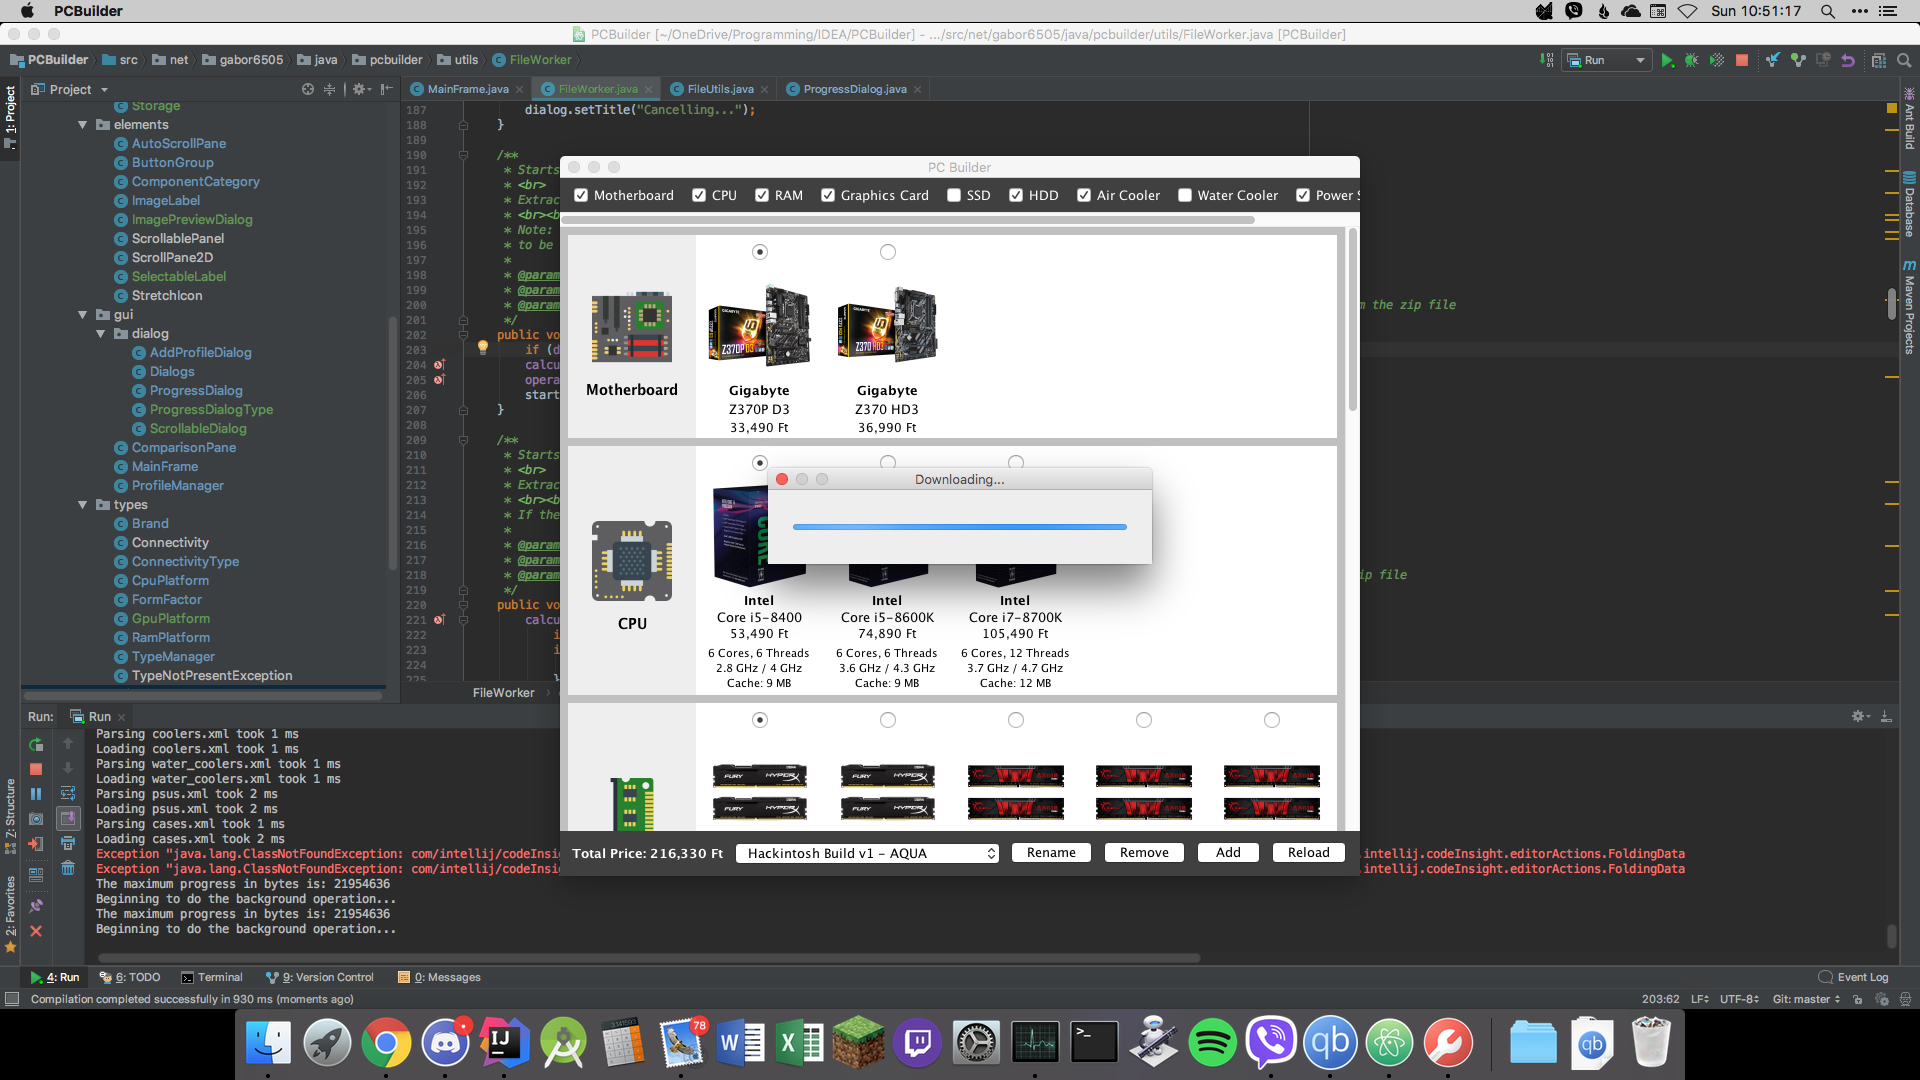 PCBuilder
Sun 10:51:17
PCBuilder [~/OneDrive/Programming/IDEA/PCBuilder] - .../src/net/gabor6505/java/pcbuilder/utils/FileWorker.java [PCBuilder]
PCBuilder src net gabor6505 java pcbuilder utils FileWorker
Run
Project
MainFrame.java FileWorker.java FileUtils.java ProgressDialog.java
1: Project
Storage
elements
AutoScrollPane
ButtonGroup
ComponentCategory
ImageLabel
ImagePreviewDialog
ScrollablePanel
ScrollPane2D
SelectableLabel
StretchIcon
gui
dialog
AddProfileDialog
Dialogs
ProgressDialog
ProgressDialogType
ScrollableDialog
ComparisonPane
MainFrame
ProfileManager
types
Brand
Connectivity
ConnectivityType
CpuPlatform
FormFactor
GpuPlatform
RamPlatform
TypeManager
TypeNotPresentException
187 dialog.setTitle("Cancelling...");
188 }
189
190 /**
191 * Starts
192 * <br>
193 * Extrac
194 * <br><b
195 * Note:
196 * to be
197 *
198 * @param
199 * @param
200 * @param
m the zip file
201 */
202 public vo
203 if (d
204 calcu
205 opera
206 start
207 }
208
209 /**
210 * Starts
211 * <br>
212 * Extrac
213 * <br><b
214 * If the
215 *
216 * @param
217 * @param
218 * @param
ip file
219 */
220 public vo
221 calcu
222 i
223 i
224
225 }
FileWorker
Ant Build
Database
Maven Projects
PC Builder
Motherboard CPU RAM Graphics Card SSD HDD Air Cooler Water Cooler Power S
Z370P D3
Z370 HD3
Motherboard
Gigabyte
Z370P D3
33,490 Ft
Gigabyte
Z370 HD3
36,990 Ft
Downloading...
CORE
CPU
Intel
Core i5-8400
53,490 Ft
6 Cores, 6 Threads
2.8 GHz / 4 GHz
Cache: 9 MB
Intel
Core i5-8600K
74,890 Ft
6 Cores, 6 Threads
3.6 GHz / 4.3 GHz
Cache: 9 MB
Intel
Core i7-8700K
105,490 Ft
6 Cores, 12 Threads
3.7 GHz / 4.7 GHz
Cache: 12 MB
FURY HYPERX
FURY HYPERX
FURY HYPERX
FURY HYPERX
Total Price: 216,330 Ft Hackintosh Build v1 - AQUA Rename Remove Add Reload
Run: Run
Parsing coolers.xml took 1 ms
Loading coolers.xml took 1 ms
Parsing water_coolers.xml took 1 ms
Loading water_coolers.xml took 1 ms
Parsing psus.xml took 2 ms
Loading psus.xml took 2 ms
Parsing cases.xml took 1 ms
Loading cases.xml took 2 ms
Exception "java.lang.ClassNotFoundException: com/intellij/codeInsi
.intellij.codeInsight.editorActions.FoldingData
Exception "java.lang.ClassNotFoundException: com/intellij/codeInsi
.intellij.codeInsight.editorActions.FoldingData
The maximum progress in bytes is: 21954636
Beginning to do the background operation...
The maximum progress in bytes is: 21954636
Beginning to do the background operation...
Z: Structure
2: Favorites
4: Run 6: TODO Terminal 9: Version Control 0: Messages
Event Log
Compilation completed successfully in 930 ms (moments ago)
203:62 LF UTF-8 Git: master
IJ
78
W
X
>_
qb
qb